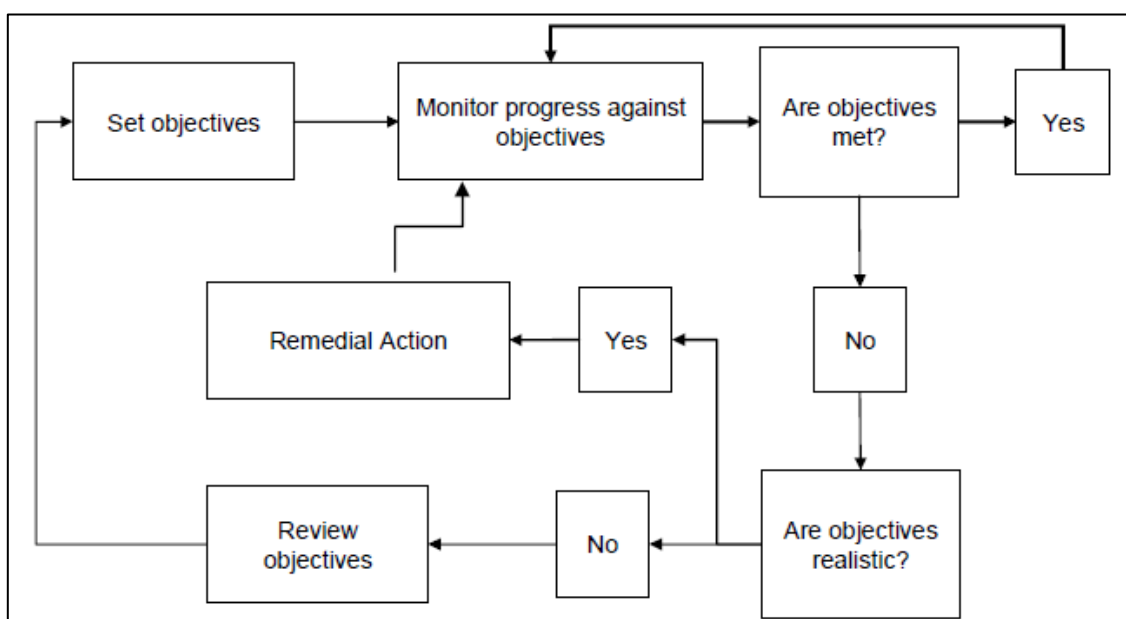 Set objectives
Monitor progress against
objectives
Are objectives
met?
Yes
Remedial Action
Yes
No
Review
objectives
No
Are objectives
realistic?